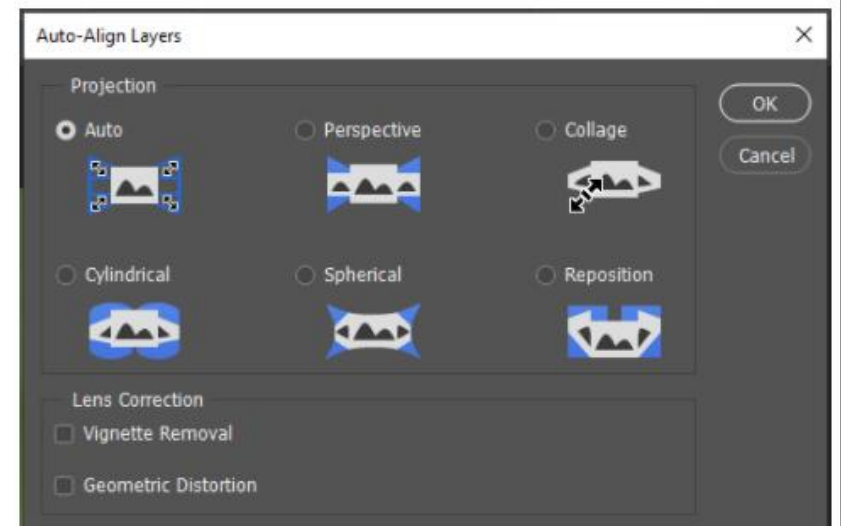 Auto-Align Layers
Projection
Auto
Perspective
Collage
OK
Cancel
Cylindrical
Spherical
Reposition
Lens Correction
Vignette Removal
Geometric Distortion